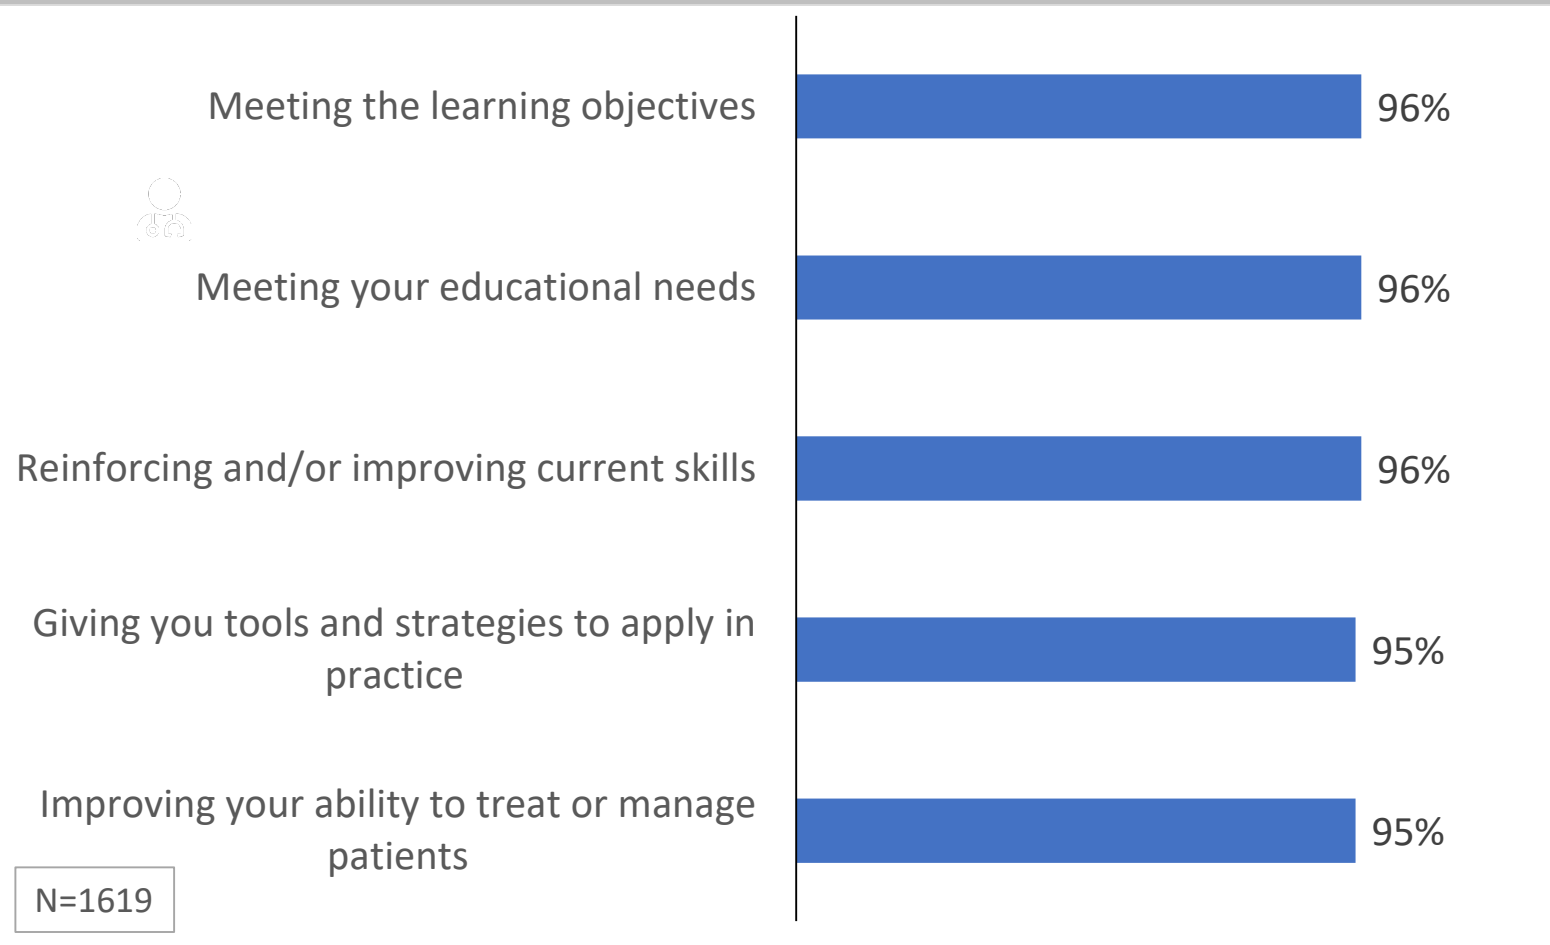 Meeting the learning objectives
96%
Meeting your educational needs
96%
Reinforcing and/or improving current skills
96%
Giving you tools and strategies to apply in
practice
95%
Improving your ability to treat or manage
patients
95%
N=1619